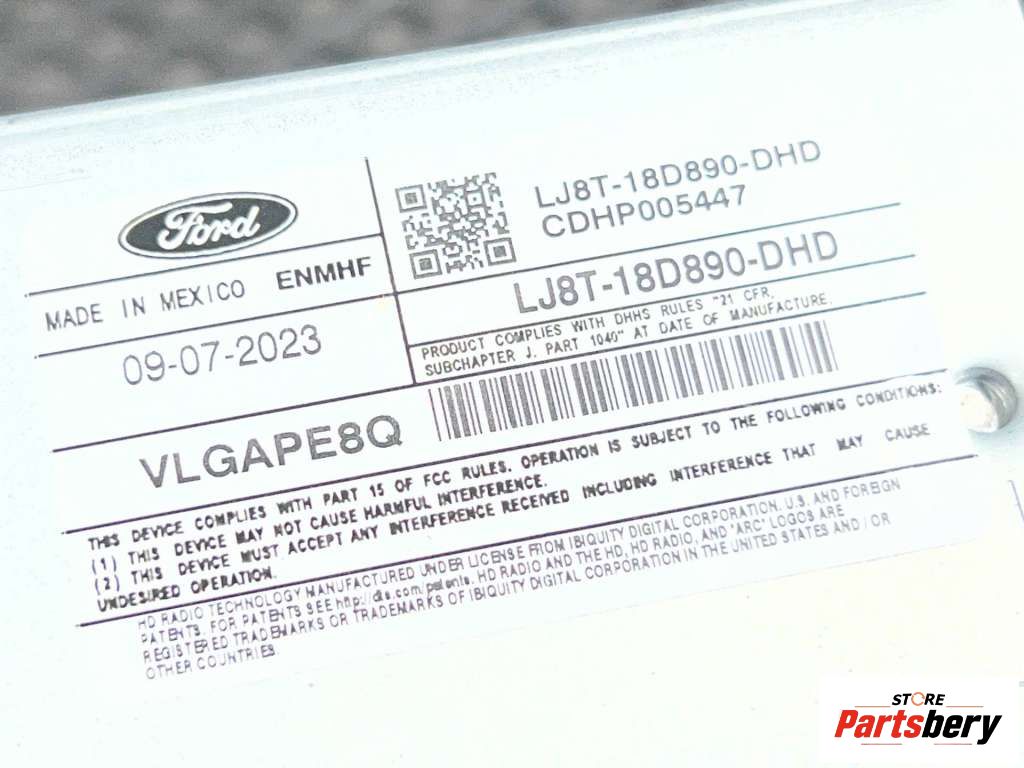 Ford
MADE IN MEXICO ENMHF
09-07-2023
LJ8T-18D890-DHD
CDHP005447
LJ8T-18D890-DHD
PRODUCT COMPLIES WITH DHHS RULES "21 CFR,
SUBCHAPTER J, PART 1040" AT DATE OF MANUFACTURE.
VLGAPE8Q
THIS DEVICE COMPLIES WITH PART 15 OF FCC RULES. OPERATION IS SUBJECT TO THE FOLLOWING CONDITIONS:
(1) THIS DEVICE MAY NOT CAUSE HARMFUL INTERFERENCE.
(2) THIS DEVICE MUST ACCEPT ANY INTERFERENCE RECEIVED INCLUDING INTERFERENCE THAT MAY CAUSE
UNDESIRED OPERATION.
HD RADIO TECHNOLOGY MANUFACTURED UNDER LICENSE FROM IBIQUITY DIGITAL CORPORATION. U.S. AND FOREIGN
PATENTS. FOR PATENTS SEE http://dts.com/patents. HD RADIO AND THE HD, HD RADIO, AND "ARC" LOGOS ARE
REGISTERED TRADEMARKS OR TRADEMARKS OF IBIQUITY DIGITAL CORPORATION IN THE UNITED STATES AND / OR
OTHER COUNTRIES
STORE
Partsbery